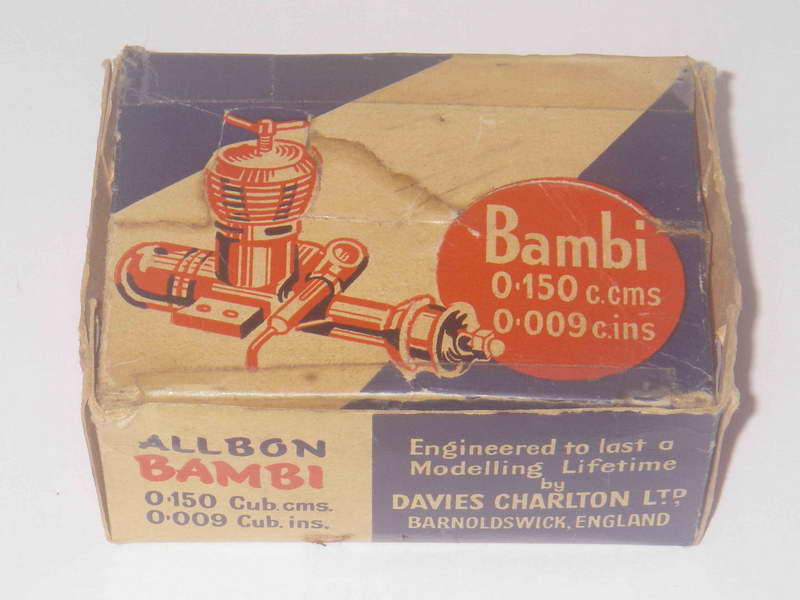 Bambi
0·150 c.cms
0·009 c.ins
ALLBON
BAMBI
0·150 Cub. cms.
0·009 Cub. ins.
Engineered to last a
Modelling Lifetime
by
DAVIES CHARLTON LTD,
BARNOLDSWICK, ENGLAND